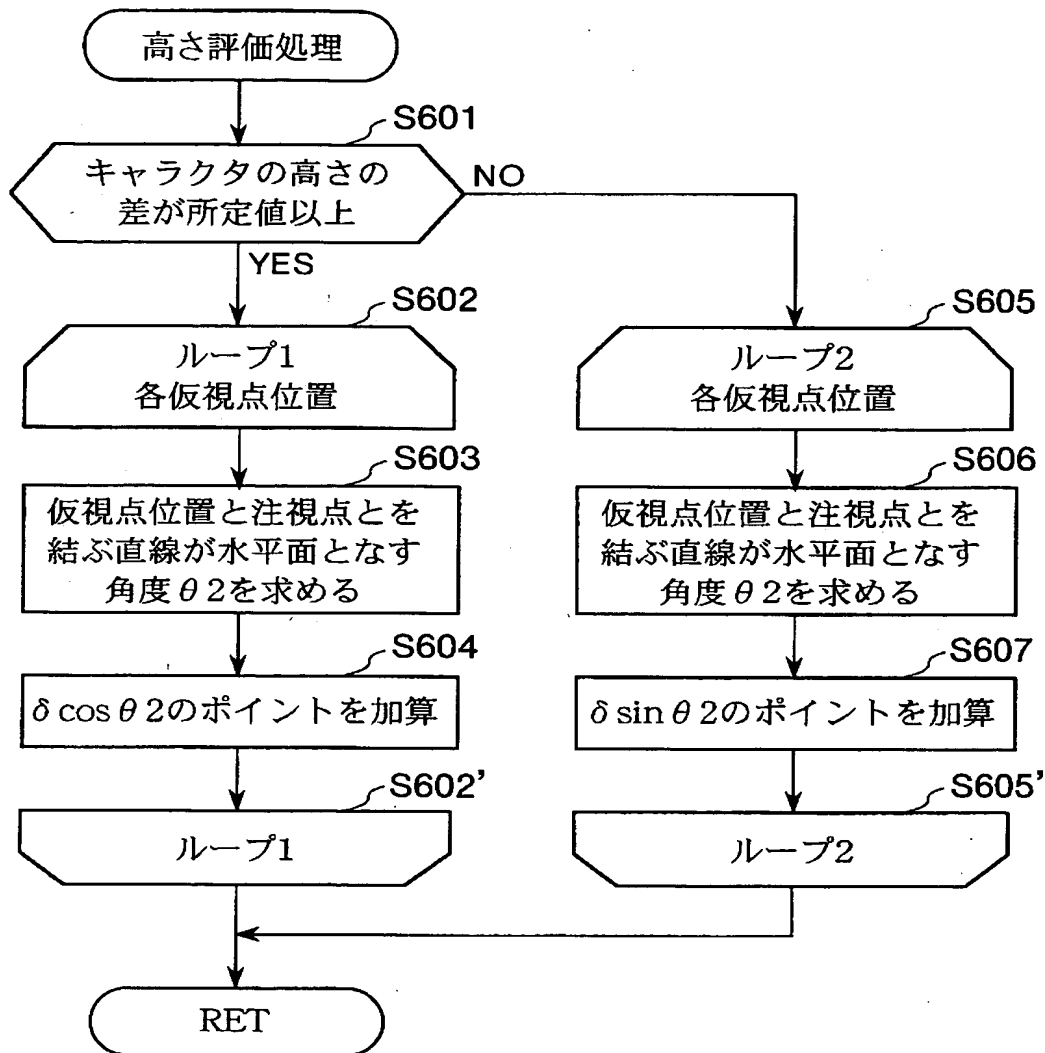 高さ評価処理
S601
キャラクタの高さの
差が所定値以上
NO
YES
S602
ループ1
各仮視点位置
S603
仮視点位置と注視点とを
結ぶ直線が水平面となす
角度θ2を求める
S604
δcosθ2のポイントを加算
S602’
ループ1
S605
ループ2
各仮視点位置
S606
仮視点位置と注視点とを
結ぶ直線が水平面となす
角度θ2を求める
S607
δsinθ2のポイントを加算
S605’
ループ2
RET